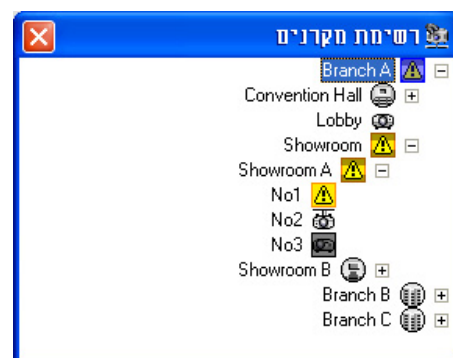 רשימת מקרנים
Branch A
Convention Hall
Lobby
Showroom
Showroom A
No1
No2
No3
Showroom B
Branch B
Branch C